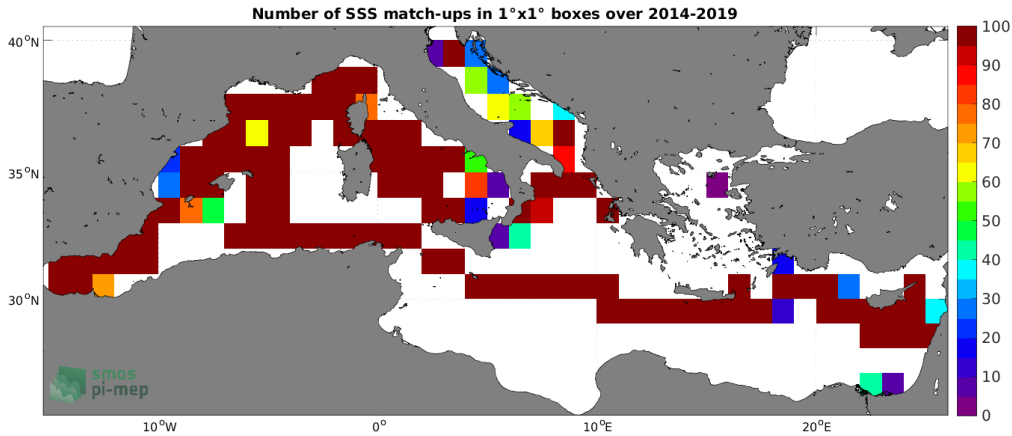 Number of SSS match-ups in 1°x1° boxes over 2014-2019
40°N
35°N
30°N
10°W
0°
10°E
20°E
100
90
80
70
60
50
40
30
20
10
0
smos
pi-mep